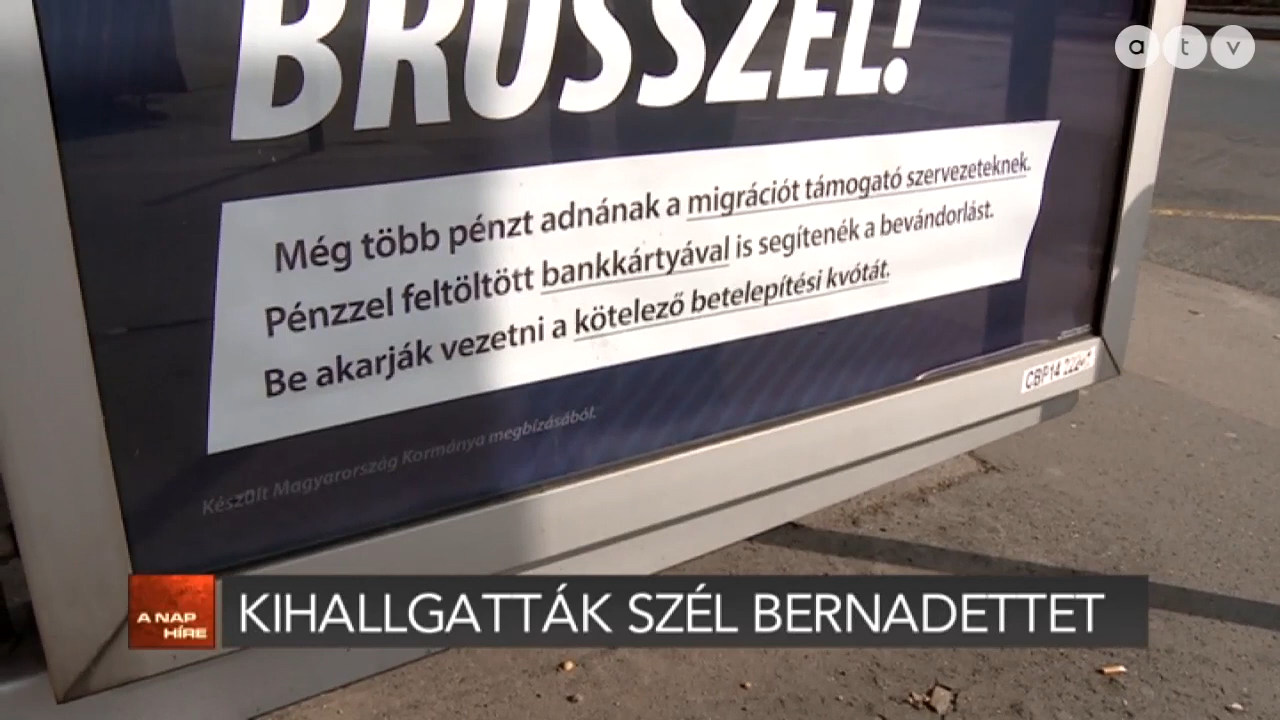 BRÜSSZEL!
a t v
Még több pénzt adnának a migrációt támogató szervezeteknek.
Pénzzel feltöltött bankkártyával is segítenék a bevándorlást.
Be akarják vezetni a kötelező betelepítési kvótát.
Készült Magyarország Kormánya megbízásából.
A NAP
HÍRE
KIHALLGATTÁK SZÉL BERNADETTET